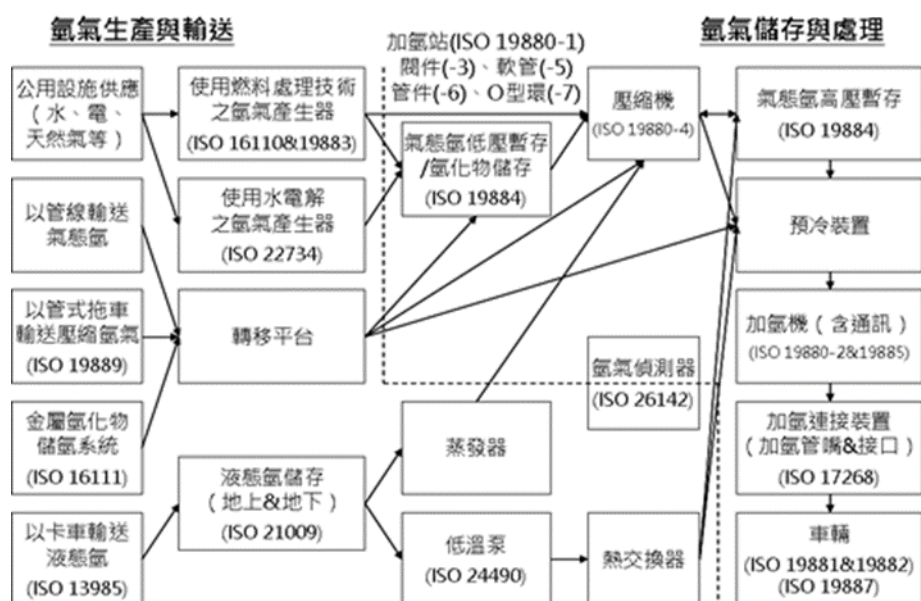 氫氣生產與輸送
氫氣儲存與處理
加氫站(ISO 19880-1)
閥件(-3)、軟管(-5)
管件(-6)、O型環(-7)
公用設施供應
(水、電、
天然氣等)
使用燃料處理技術
之氫氣產生器
(ISO 16110&19883)
壓縮機
(ISO 19880-4)
氣態氫高壓暫存
(ISO 19884)
氣態氫低壓暫存
/氫化物儲存
(ISO 19884)
以管線輸送
氣態氫
使用水電解
之氫氣產生器
(ISO 22734)
預冷裝置
以管式拖車
輸送壓縮氫氣
(ISO 19889)
轉移平台
氫氣偵測器
(ISO 26142)
加氫機(含通訊)
(ISO 19880-2&19885)
金屬氫化物
儲氫系統
(ISO 16111)
液態氫儲存
(地上&地下)
(ISO 21009)
蒸發器
加氫連接裝置
(加氫管嘴&接口)
(ISO 17268)
以卡車輸送
液態氫
(ISO 13985)
低溫泵
(ISO 24490)
熱交換器
車輛
(ISO 19881&19882)
(ISO 19887)